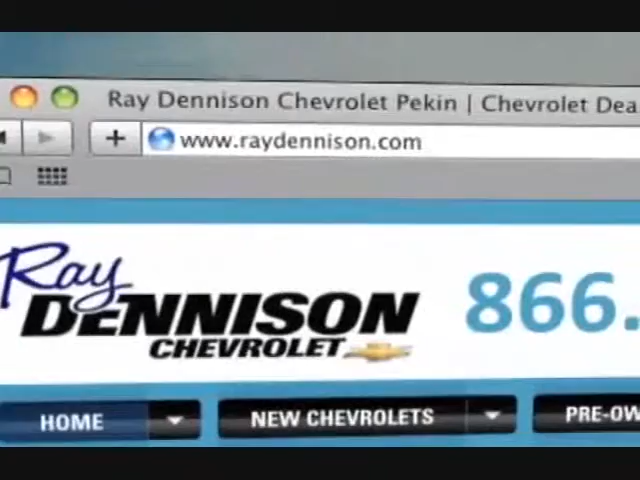 Ray Dennison Chevrolet Pekin | Chevrolet Dea
www.raydennison.com
Ray
DENNISON
CHEVROLET
866.
HOME
NEW CHEVROLETS
PRE-OW